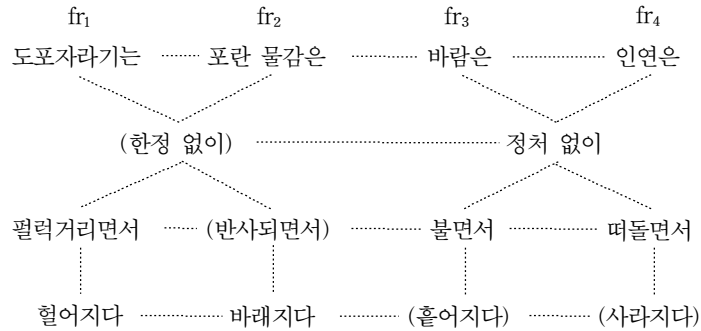 fr₁ fr₂ fr₃ fr₄
도포자라기는 포란 물감은 바람은 인연은
(한정 없이) 정처 없이
펄럭거리면서 (반사되면서) 불면서 떠돌면서
헐어지다 바래지다 (흩어지다) (사라지다)